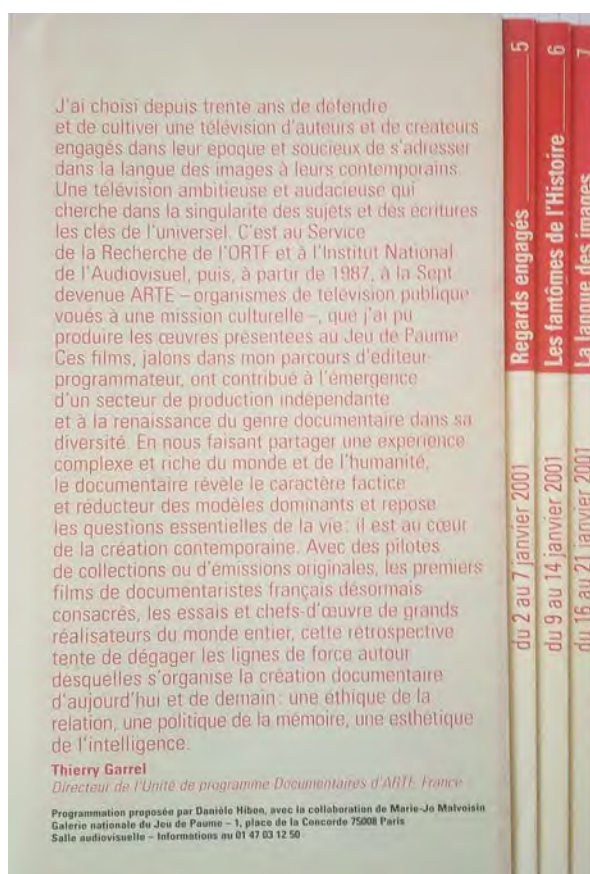 J'ai choisi depuis trente ans de défendre
et de cultiver une télévision d'auteurs et de créateurs
engagés dans leur époque et soucieux de s'adresser
dans la langue des images à leurs contemporains.
Une télévision ambitieuse et audacieuse qui
cherche dans la singularité des sujets et des écritures
les clés de l'universel. C'est au Service
de la Recherche de l'ORTF et à l'Institut National
de l'Audiovisuel, puis, à partir de 1987, à la Sept
devenue ARTE – organismes de télévision publique
voués à une mission culturelle –, que j'ai pu
produire les œuvres présentées au Jeu de Paume.
Ces films, jalons dans mon parcours d'éditeur-
programmateur, ont contribué à l'émergence
d'un secteur de production indépendante
et à la renaissance du genre documentaire dans sa
diversité. En nous faisant partager une expérience
complexe et riche du monde et de l'humanité,
le documentaire révèle le caractère factice
et réducteur des modèles dominants et repose
les questions essentielles de la vie : il est au cœur
de la création contemporaine. Avec des pilotes
de collections ou d'émissions originales, les premiers
films de documentaristes français désormais
consacrés, les essais et chefs-d'œuvre de grands
réalisateurs du monde entier, cette rétrospective
tente de dégager les lignes de force autour
desquelles s'organise la création documentaire
d'aujourd'hui et de demain : une éthique de la
relation, une politique de la mémoire, une esthétique
de l'intelligence.
Thierry Garrel
Directeur de l'Unité de programme Documentaires d'ARTE France
Programmation proposée par Danièle Hibon, avec la collaboration de Marie-Jo Malvoisin
Galerie nationale du Jeu de Paume – 1, place de la Concorde 75008 Paris
Salle audiovisuelle – Informations au 01 47 03 12 50
du 2 au 7 janvier 2001 Regards engagés 5
du 9 au 14 janvier 2001 Les fantômes de l'Histoire 6
du 16 au 21 janvier 2001 La langue des images 7